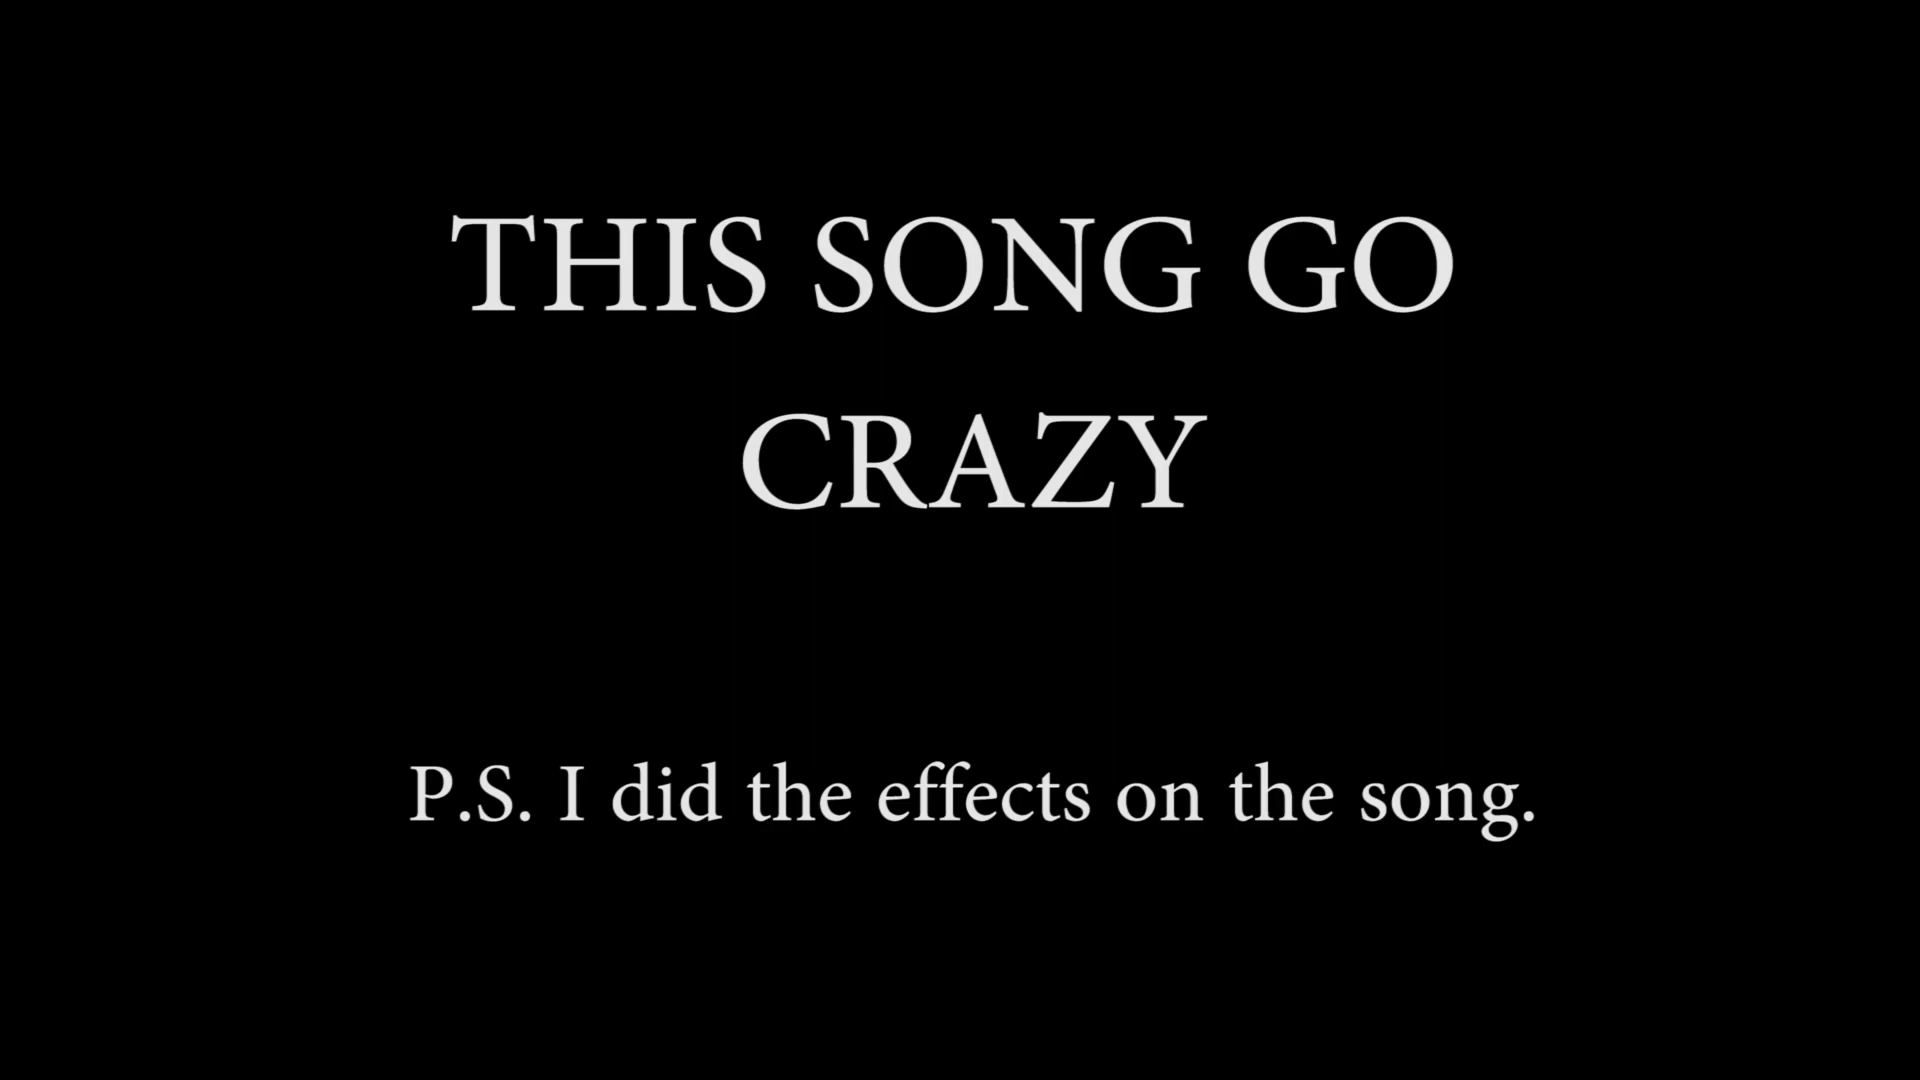 THIS SONG GO
CRAZY
P.S. I did the effects on the song.